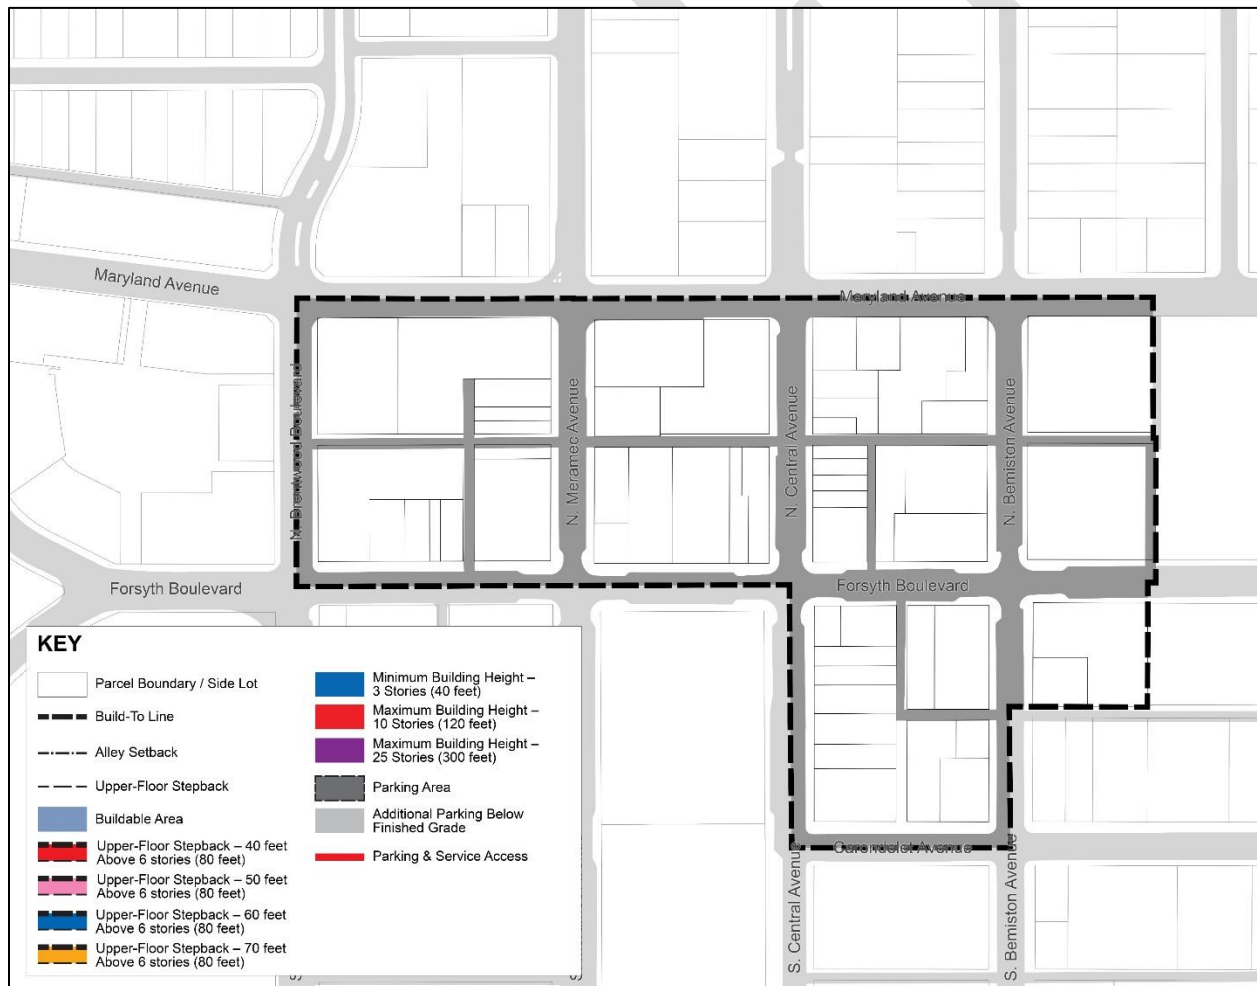 Maryland Avenue
Maryland Avenue
N. Brentwood Boulevard
N. Meramec Avenue
N. Central Avenue
N. Bemiston Avenue
Forsyth Boulevard
Forsyth Boulevard
KEY
Parcel Boundary / Side Lot
Build-To Line
Alley Setback
Upper-Floor Stepback
Buildable Area
Upper-Floor Stepback – 40 feet
Above 6 stories (80 feet)
Upper-Floor Stepback – 50 feet
Above 6 stories (80 feet)
Upper-Floor Stepback – 60 feet
Above 6 stories (80 feet)
Upper-Floor Stepback – 70 feet
Above 6 stories (80 feet)
Minimum Building Height –
3 Stories (40 feet)
Maximum Building Height –
10 Stories (120 feet)
Maximum Building Height –
25 Stories (300 feet)
Parking Area
Additional Parking Below
Finished Grade
Parking & Service Access
Carondelet Avenue
S. Central Avenue
S. Bemiston Avenue